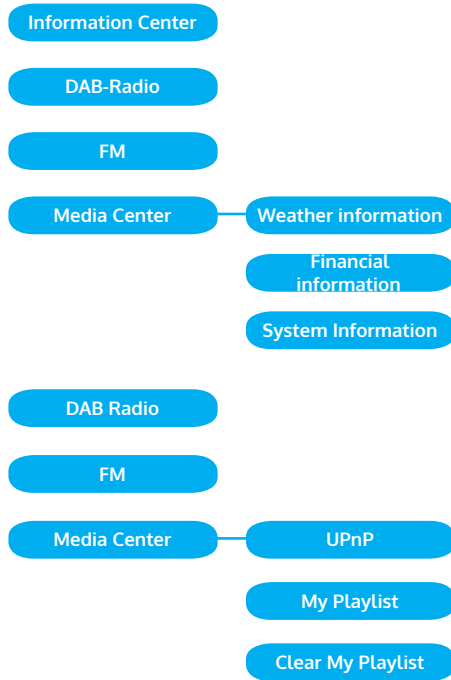 Information Center
DAB-Radio
FM
Media Center
Weather information
Financial
information
System Information
DAB Radio
FM
Media Center
UPnP
My Playlist
Clear My Playlist